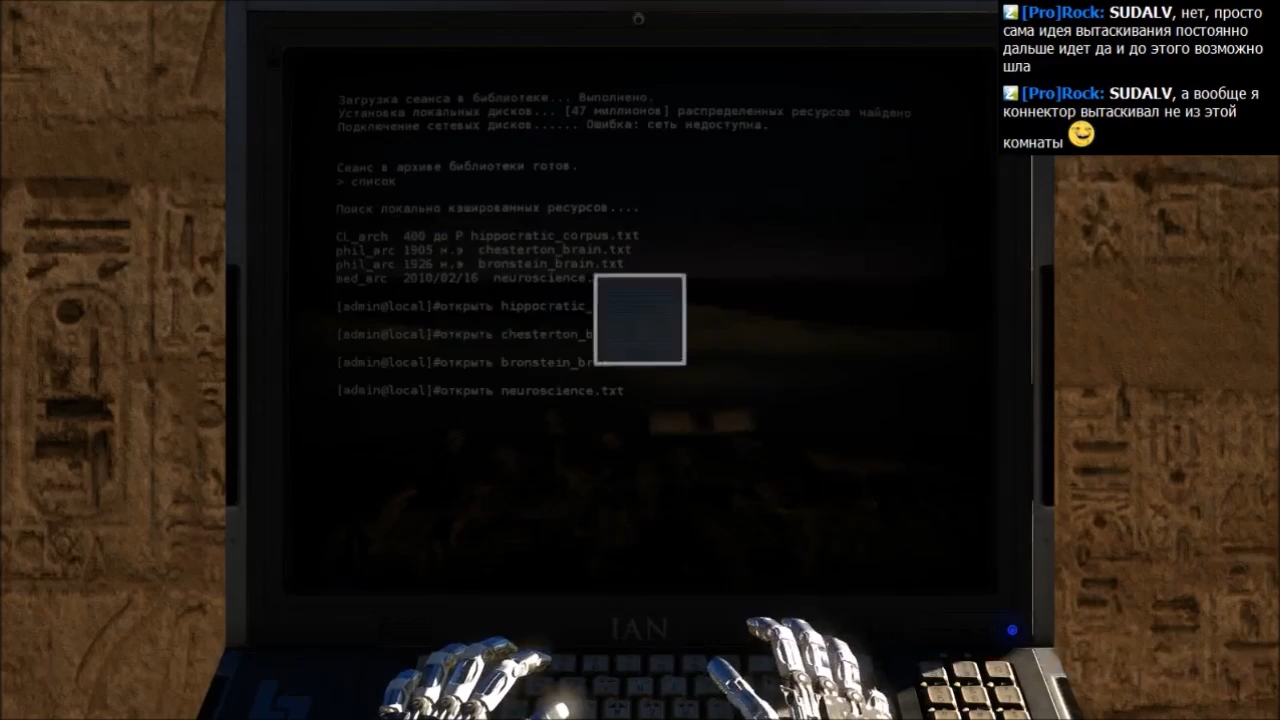 [Pro]Rock: SUDALV, нет, просто
сама идея вытаскивания постоянно
дальше идет да и до этого возможно
шла
[Pro]Rock: SUDALV, а вообще я
коннектор вытаскивал не из этой
комнаты
Загрузка сеанса в библиотеке... Выполнено.
Установка локальных дисков... [47 миллионов] распределенных ресурсов найдено
Подключение сетевых дисков...... Ошибка: сеть недоступна.
Сеанс в архиве библиотеки готов.
> список
Поиск локально кэшированных ресурсов....
CL_arch 400 до Р hippocratic_corpus.txt
phil_arc 1905 н.э chesterton_brain.txt
phil_arc 1926 н.э bronstein_brain.txt
med_arc 2010/02/16 neuroscience.
[admin@local]#открыть hippocratic_
[admin@local]#открыть chesterton_b
[admin@local]#открыть bronstein_br
[admin@local]#открыть neuroscience.txt
IAN